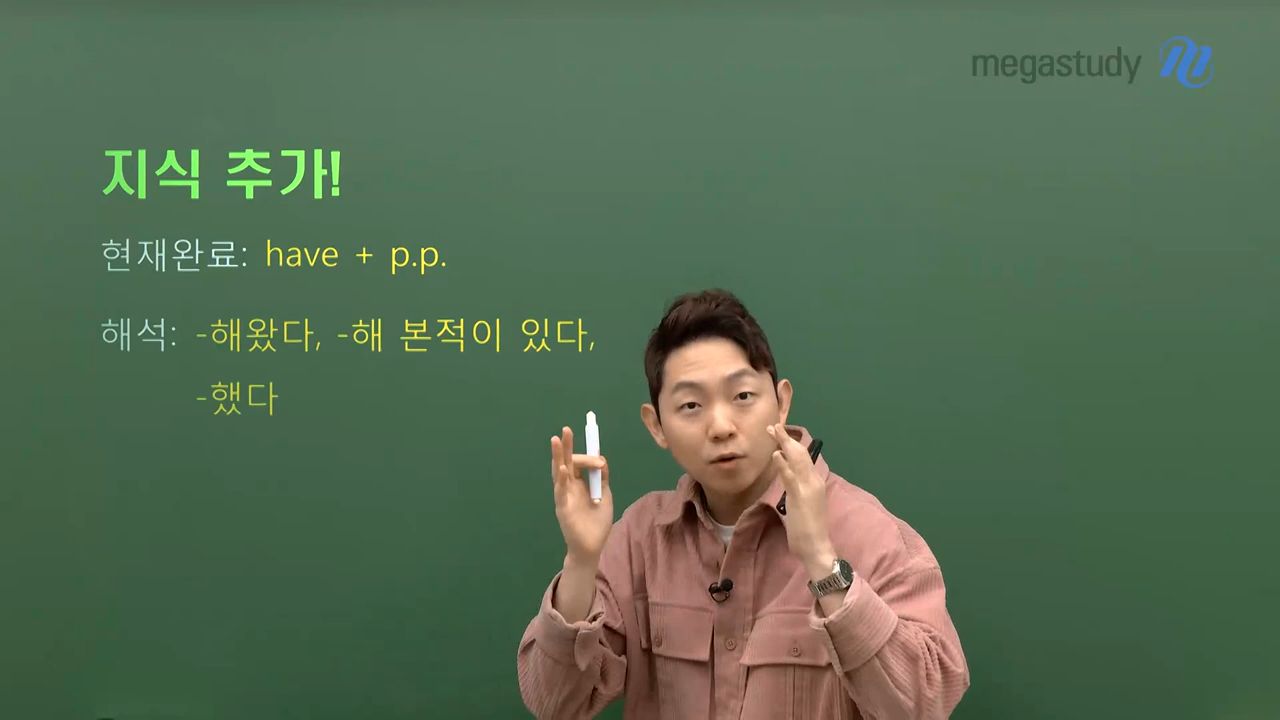 megastudy
지식 추가!
현재완료: have + p.p.
해석: -해왔다, -해 본적이 있다,
-했다